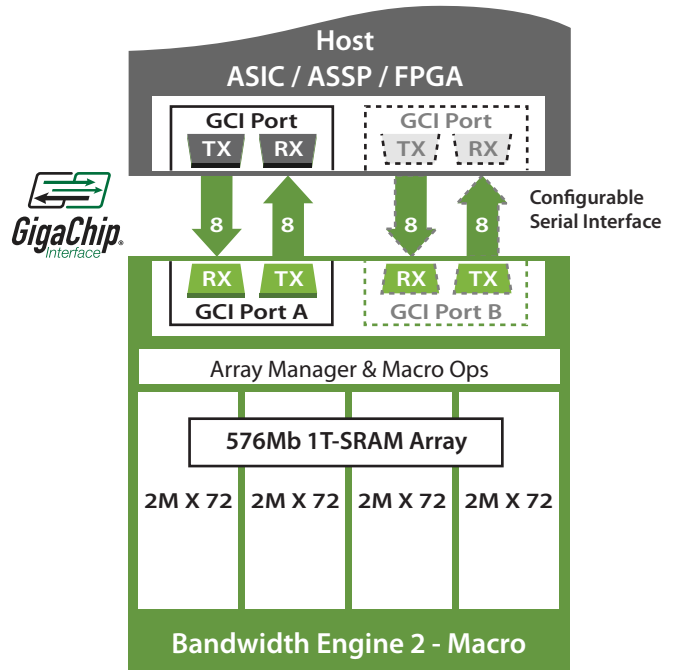 Host
ASIC / ASSP / FPGA
GCI Port
TX RX
GCI Port
TX RX
8 8
8 8
Configurable
Serial Interface
GigaChip®
Interface
RX TX
GCI Port A
RX TX
GCI Port B
Array Manager & Macro Ops
576Mb 1T-SRAM Array
2M X 72 2M X 72 2M X 72 2M X 72
Bandwidth Engine 2 - Macro